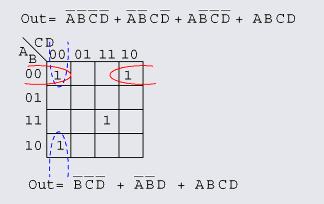 Out= A̅B̅C̅D̅ + A̅B̅CD̅ + AB̅C̅D̅ + ABCD
CD
A B 00 01 11 10
00 1 1
01
11 1
10 1
Out= B̅C̅D̅ + A̅B̅D + ABCD